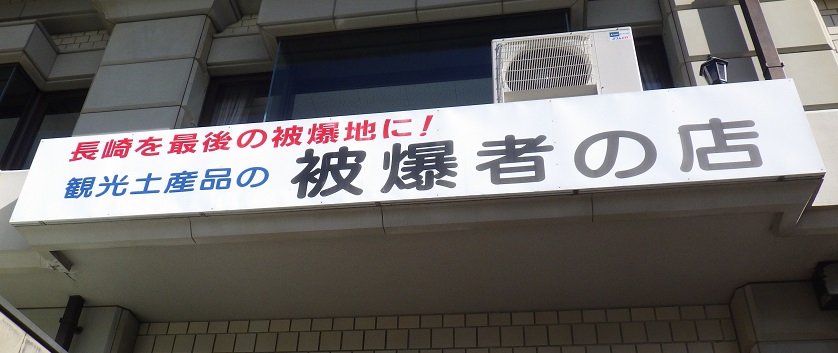 長崎を最後の被爆地に!
観光土産品の 被爆者の店